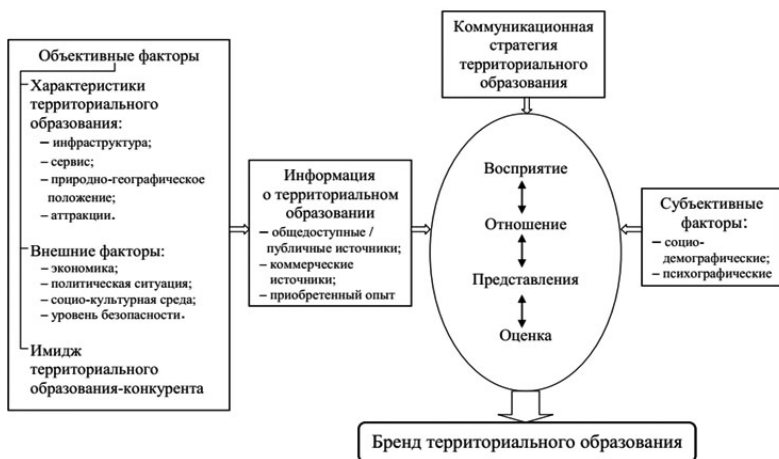 Объективные факторы
Характеристики
территориального
образования:
– инфраструктура;
– сервис;
– природно-географическое
положение;
– аттракции.
Внешние факторы:
– экономика;
– политическая ситуация;
– социо-культурная среда;
– уровень безопасности.
Имидж
территориального
образования-конкурента
Информация
о территориальном
образовании
– общедоступные /
публичные источники;
– коммерческие
источники;
– приобретенный опыт
Коммуникационная
стратегия
территориального
образования
Восприятие
Отношение
Представления
Оценка
Субъективные
факторы:
– социо-
демографические;
– психографические
Бренд территориального образования